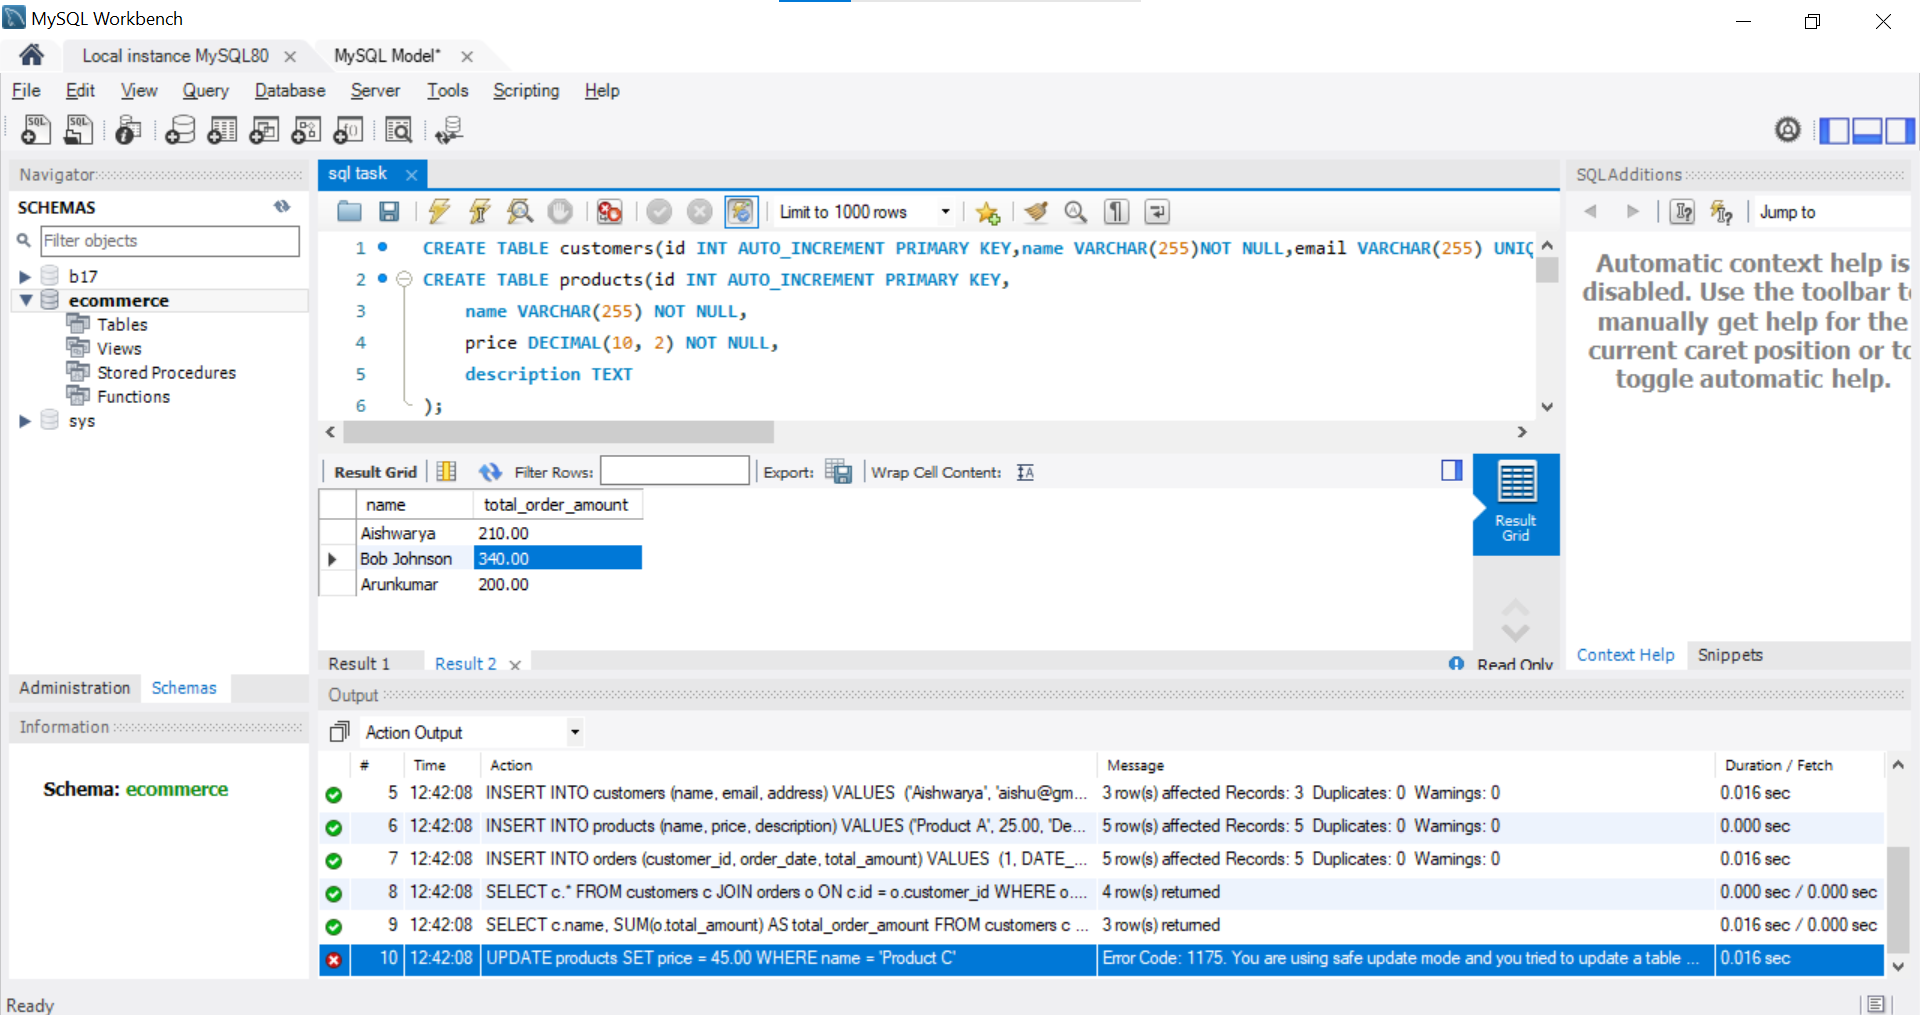 MySQL Workbench
Local instance MySQL80
MySQL Model*
File Edit View Query Database Server Tools Scripting Help
Navigator
SCHEMAS
Filter objects
b17
ecommerce
Tables
Views
Stored Procedures
Functions
sys
Administration Schemas
Information
Schema: ecommerce
sql task
Limit to 1000 rows
1 CREATE TABLE customers(id INT AUTO_INCREMENT PRIMARY KEY,name VARCHAR(255)NOT NULL,email VARCHAR(255) UNIQ
2 CREATE TABLE products(id INT AUTO_INCREMENT PRIMARY KEY,
3 name VARCHAR(255) NOT NULL,
4 price DECIMAL(10, 2) NOT NULL,
5 description TEXT
6 );
Result Grid Filter Rows: Export: Wrap Cell Content:
name total_order_amount
Aishwarya 210.00
Bob Johnson 340.00
Arunkumar 200.00
Result Grid
Result 1 Result 2 Read Only
SQLAdditions
Jump to
Automatic context help is
disabled. Use the toolbar to
manually get help for the
current caret position or to
toggle automatic help.
Context Help Snippets
Output
Action Output
# Time Action Message Duration / Fetch
5 12:42:08 INSERT INTO customers (name, email, address) VALUES ('Aishwarya', 'aishu@gm... 3 row(s) affected Records: 3 Duplicates: 0 Warnings: 0 0.016 sec
6 12:42:08 INSERT INTO products (name, price, description) VALUES ('Product A', 25.00, 'De... 5 row(s) affected Records: 5 Duplicates: 0 Warnings: 0 0.000 sec
7 12:42:08 INSERT INTO orders (customer_id, order_date, total_amount) VALUES (1, DATE_... 5 row(s) affected Records: 5 Duplicates: 0 Warnings: 0 0.016 sec
8 12:42:08 SELECT c.* FROM customers c JOIN orders o ON c.id = o.customer_id WHERE o.... 4 row(s) returned 0.000 sec / 0.000 sec
9 12:42:08 SELECT c.name, SUM(o.total_amount) AS total_order_amount FROM customers c ... 3 row(s) returned 0.016 sec / 0.000 sec
10 12:42:08 UPDATE products SET price = 45.00 WHERE name = 'Product C' Error Code: 1175. You are using safe update mode and you tried to update a table ... 0.016 sec
Ready